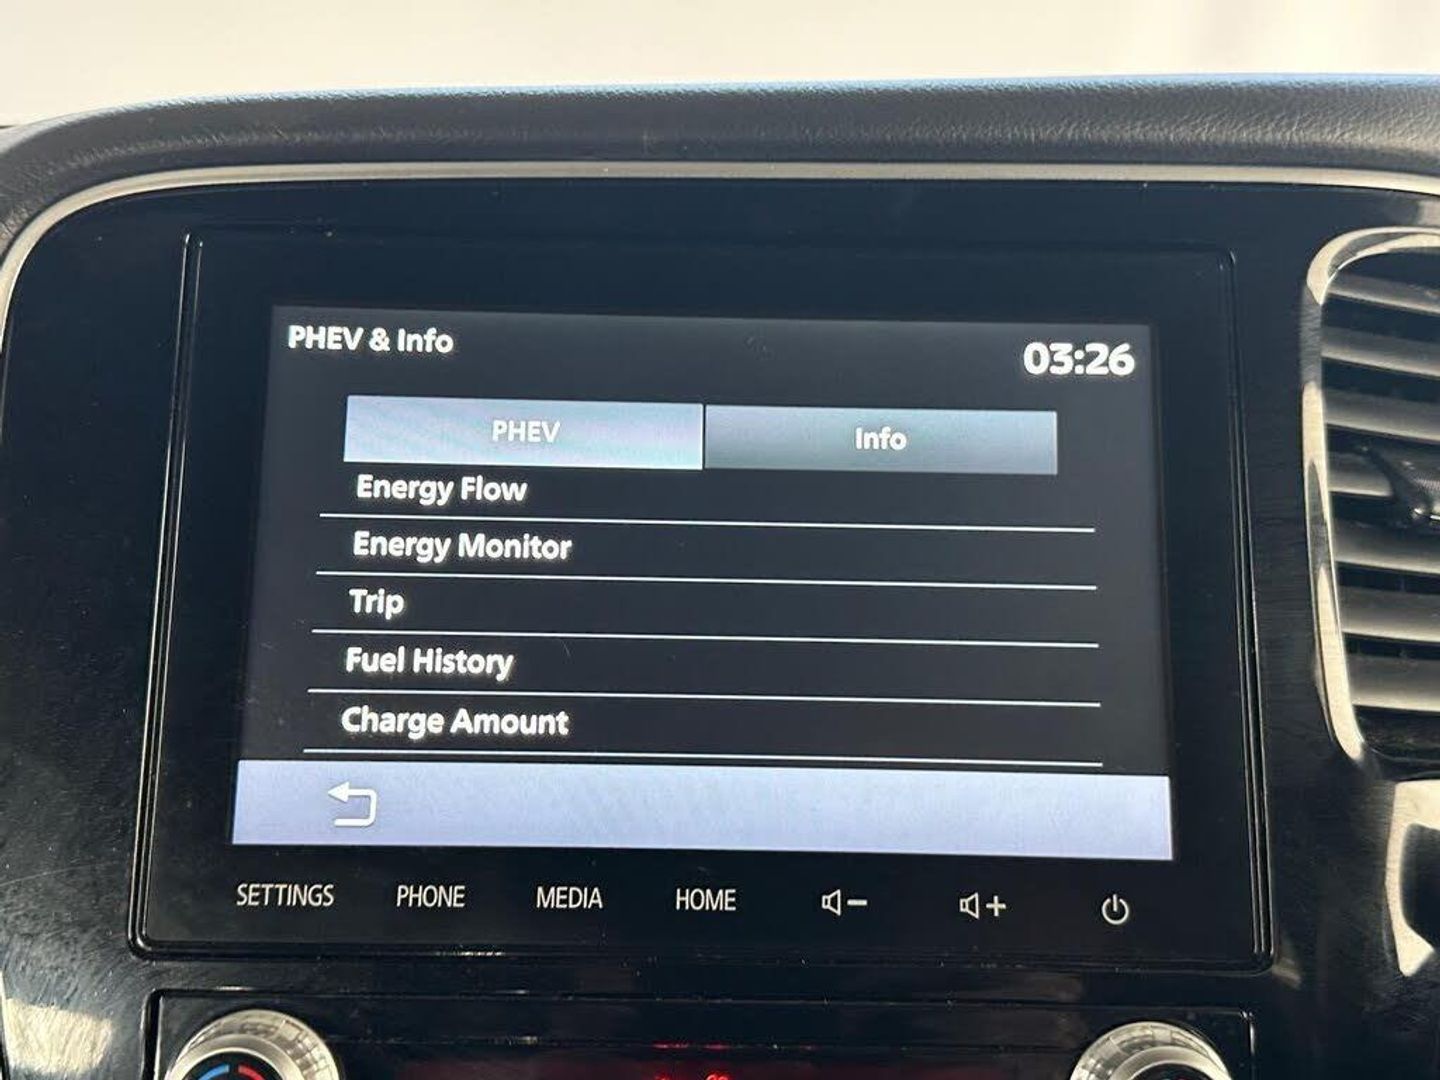 PHEV & Info
03:26
PHEV
Info
Energy Flow
Energy Monitor
Trip
Fuel History
Charge Amount
SETTINGS PHONE MEDIA HOME